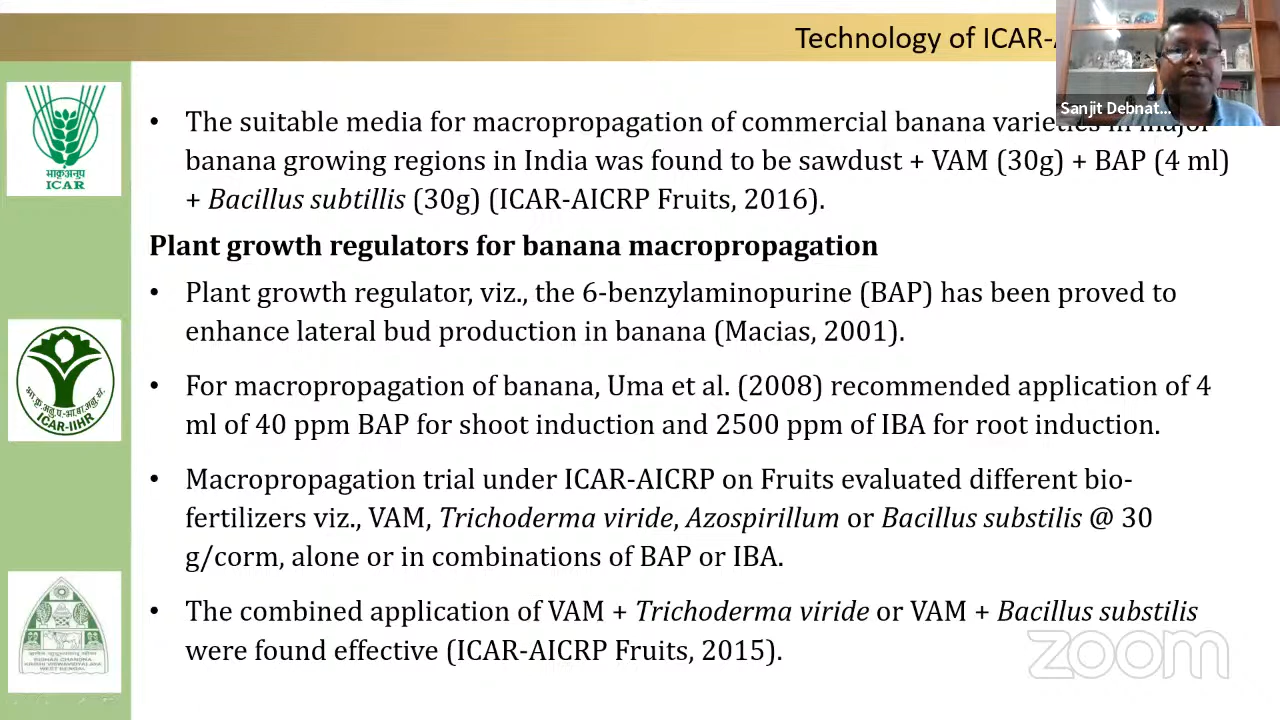 Technology of ICAR-A
Sanjit Debnat...
• The suitable media for macropropagation of commercial banana varieties in major
banana growing regions in India was found to be sawdust + VAM (30g) + BAP (4 ml)
+ Bacillus subtillis (30g) (ICAR-AICRP Fruits, 2016).
Plant growth regulators for banana macropropagation
• Plant growth regulator, viz., the 6-benzylaminopurine (BAP) has been proved to
enhance lateral bud production in banana (Macias, 2001).
• For macropropagation of banana, Uma et al. (2008) recommended application of 4
ml of 40 ppm BAP for shoot induction and 2500 ppm of IBA for root induction.
• Macropropagation trial under ICAR-AICRP on Fruits evaluated different bio-
fertilizers viz., VAM, Trichoderma viride, Azospirillum or Bacillus substilis @ 30
g/corm, alone or in combinations of BAP or IBA.
• The combined application of VAM + Trichoderma viride or VAM + Bacillus substilis
were found effective (ICAR-AICRP Fruits, 2015).
भाकृअनुप
ICAR
ICAR-IIHR
zoom